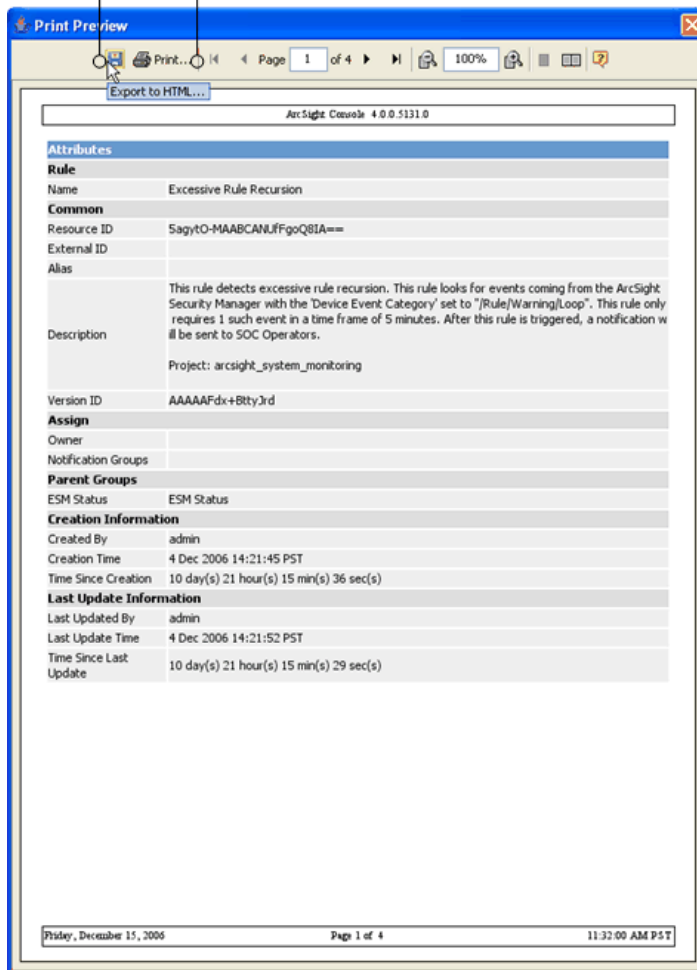 Print Preview
Print... Page 1 of 4 100%
Export to HTML...
ArcSight Console 4.0.0.5131.0
Attributes
Rule
Name Excessive Rule Recursion
Common
Resource ID 5agytO-MAABCANUfFgoQ8IA==
External ID
Alias
This rule detects excessive rule recursion. This rule looks for events coming from the ArcSight
Security Manager with the 'Device Event Category' set to "/Rule/Warning/Loop". This rule only
requires 1 such event in a time frame of 5 minutes. After this rule is triggered, a notification w
Description ill be sent to SOC Operators.
Project: arcsight_system_monitoring
Version ID AAAAAFdx+BttyJrd
Assign
Owner
Notification Groups
Parent Groups
ESM Status ESM Status
Creation Information
Created By admin
Creation Time 4 Dec 2006 14:21:45 PST
Time Since Creation 10 day(s) 21 hour(s) 15 min(s) 36 sec(s)
Last Update Information
Last Updated By admin
Last Update Time 4 Dec 2006 14:21:52 PST
Time Since Last
Update 10 day(s) 21 hour(s) 15 min(s) 29 sec(s)
Friday, December 15, 2006 Page 1 of 4 11:32:00 AM PST